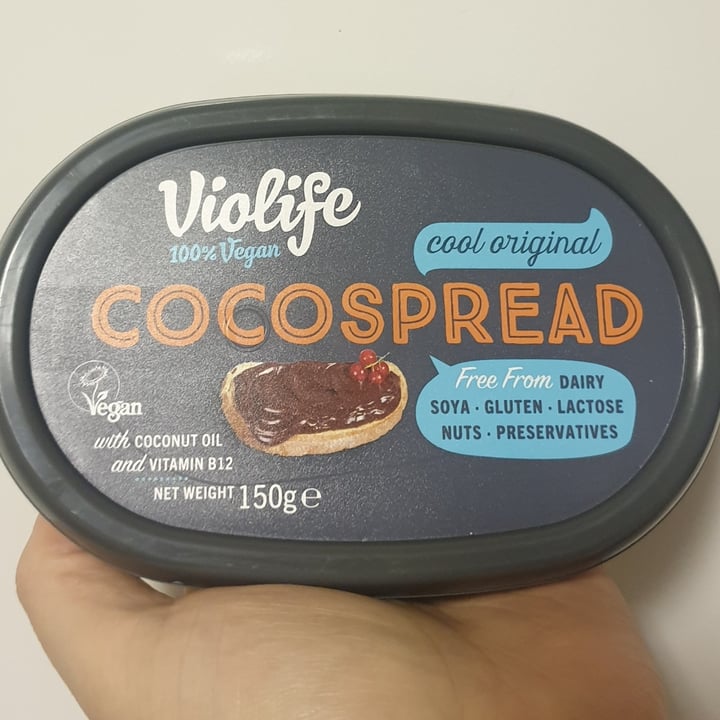 Violife
100% Vegan
cool original
COCOSPREAD
Vegan
with COCONUT OIL
and VITAMIN B12
NET WEIGHT 150g e
Free From DAIRY
SOYA · GLUTEN · LACTOSE
NUTS · PRESERVATIVES